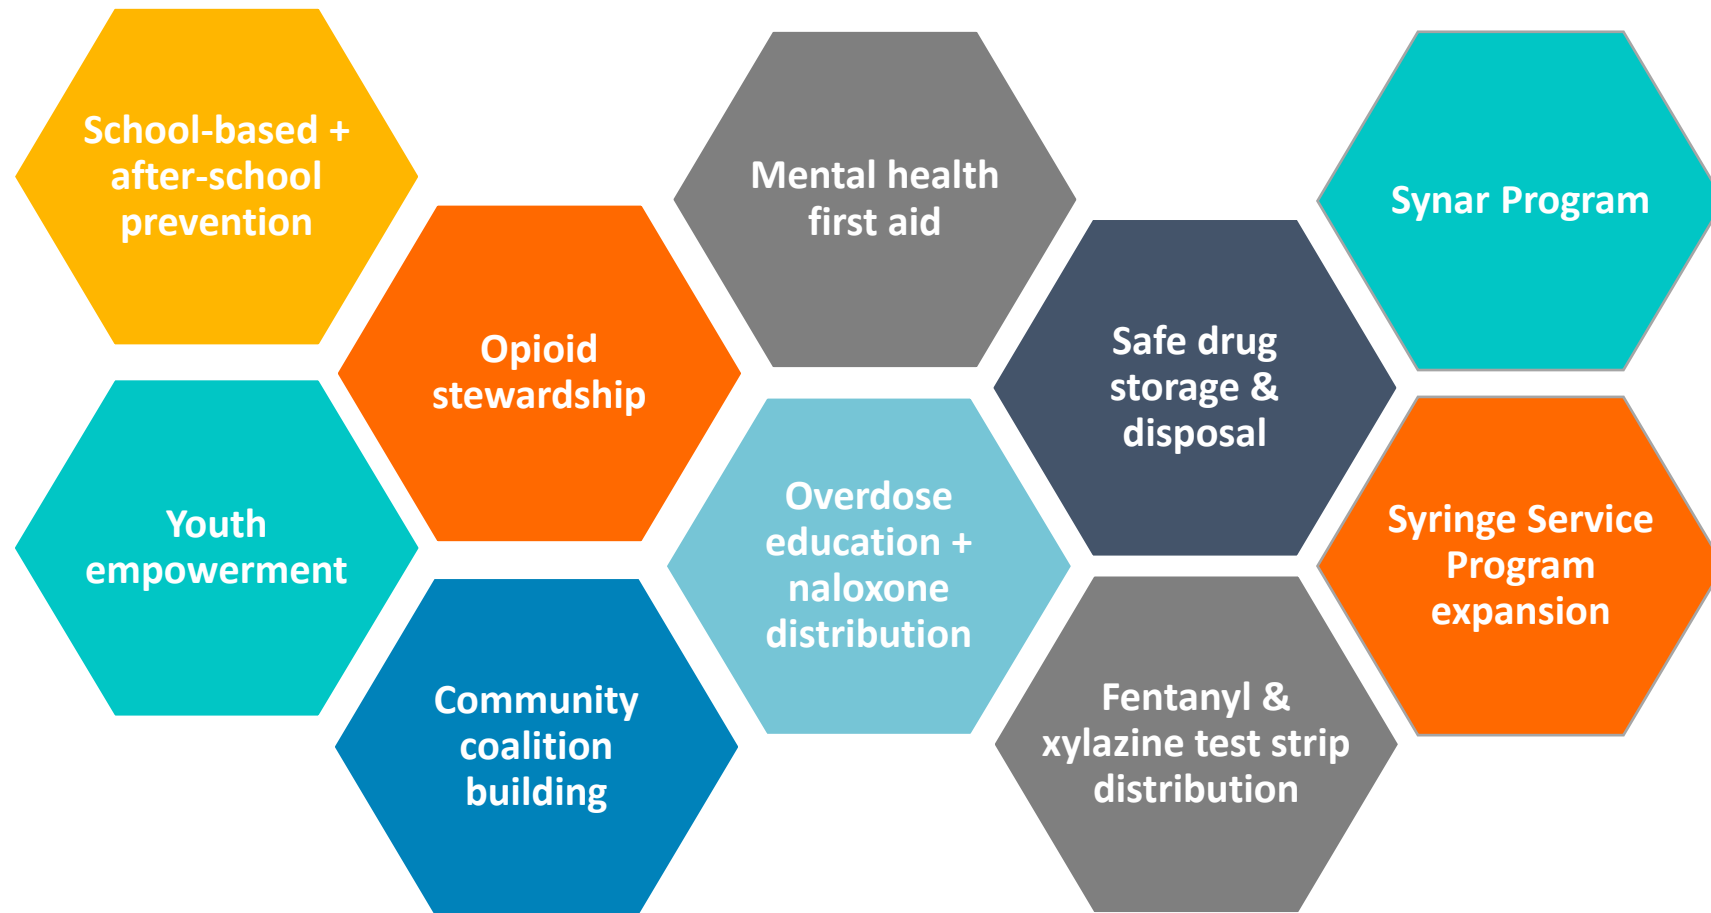 School-based +
after-school
prevention
Youth
empowerment
Opioid
stewardship
Community
coalition
building
Mental health
first aid
Overdose
education +
naloxone
distribution
Safe drug
storage &
disposal
Fentanyl &
xylazine test strip
distribution
Synar Program
Syringe Service
Program
expansion